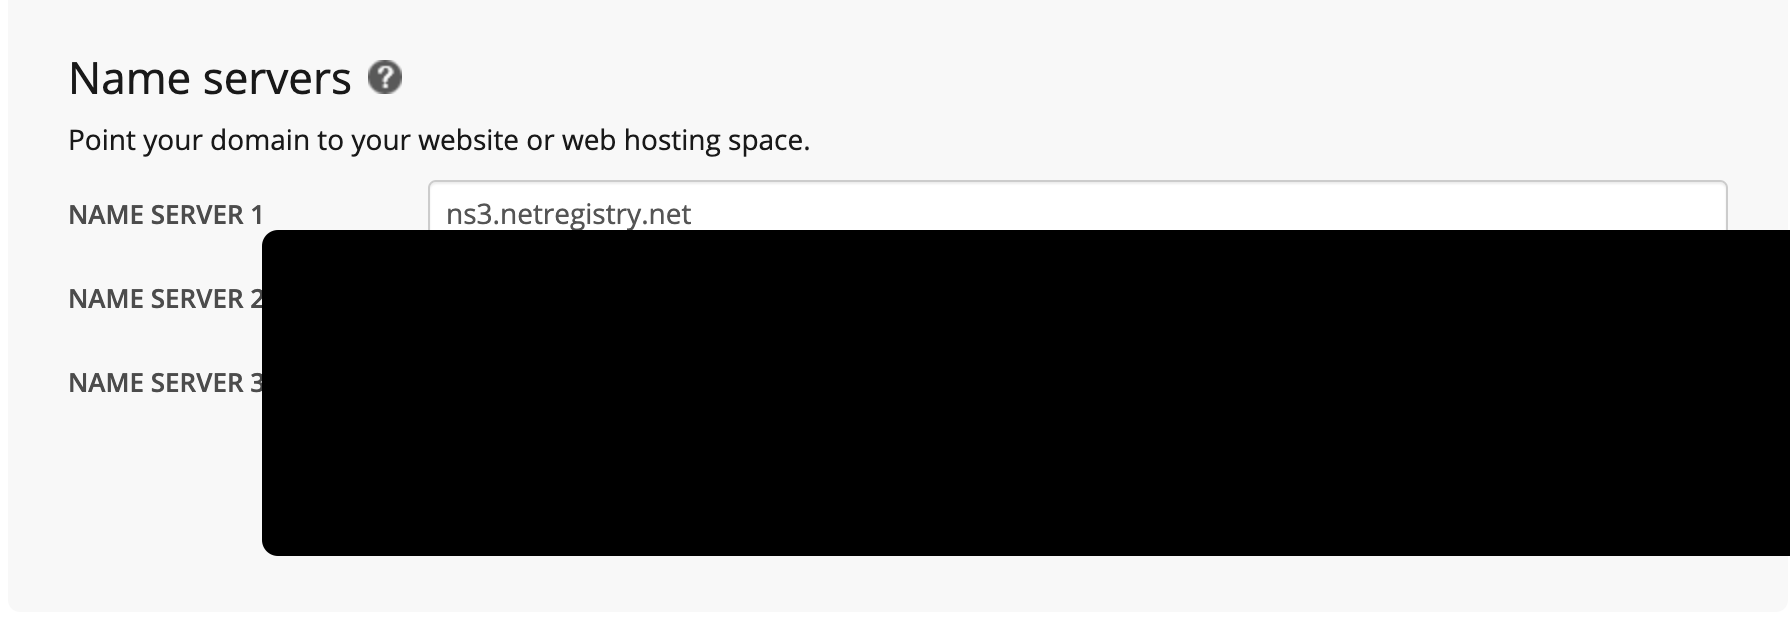 Name servers ?
Point your domain to your website or web hosting space.
NAME SERVER 1 ns3.netregistry.net
NAME SERVER 2
NAME SERVER 3